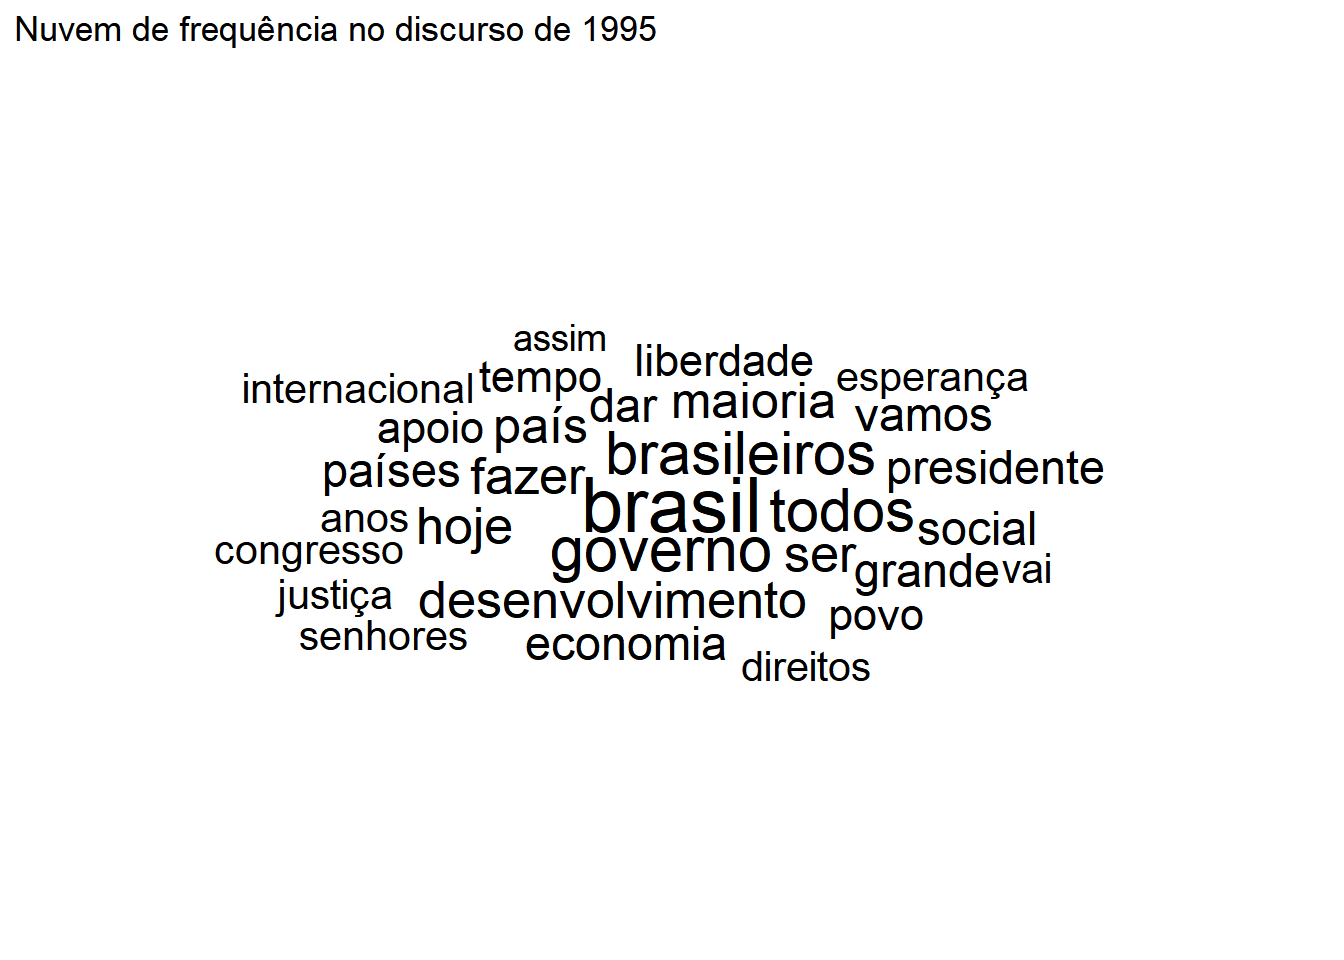 Nuvem de frequência no discurso de 1995
assim
liberdade
internacional
tempo
esperança
dar
maioria
vamos
apoio
país
brasileiros
países
fazer
presidente
brasil
todos
anos
hoje
social
congresso
governo
ser
grande
vai
justiça
desenvolvimento
povo
senhores
economia
direitos